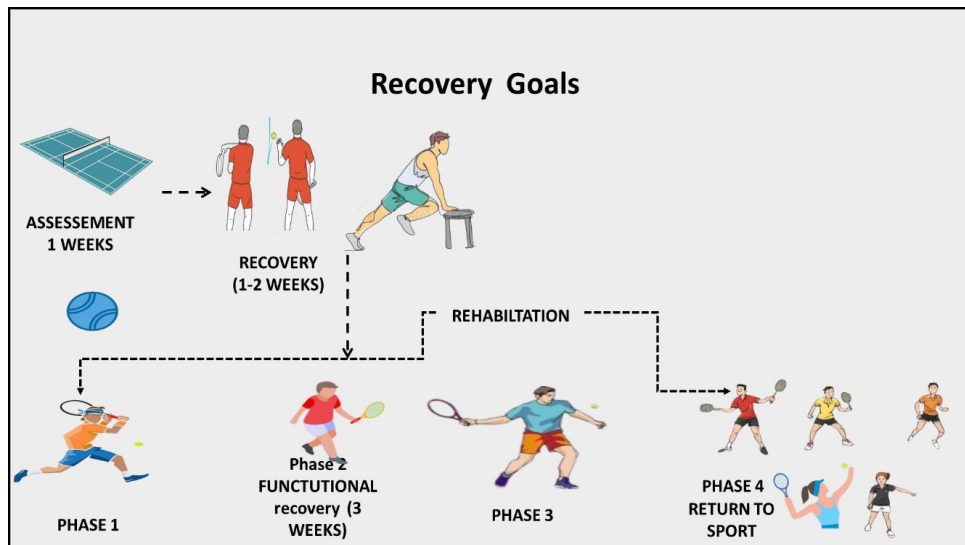 Recovery Goals
ASSESSEMENT
1 WEEKS
RECOVERY
(1-2 WEEKS)
REHABILTATION
PHASE 1
Phase 2
FUNCTUTIONAL
recovery (3
WEEKS)
PHASE 3
PHASE 4
RETURN TO
SPORT